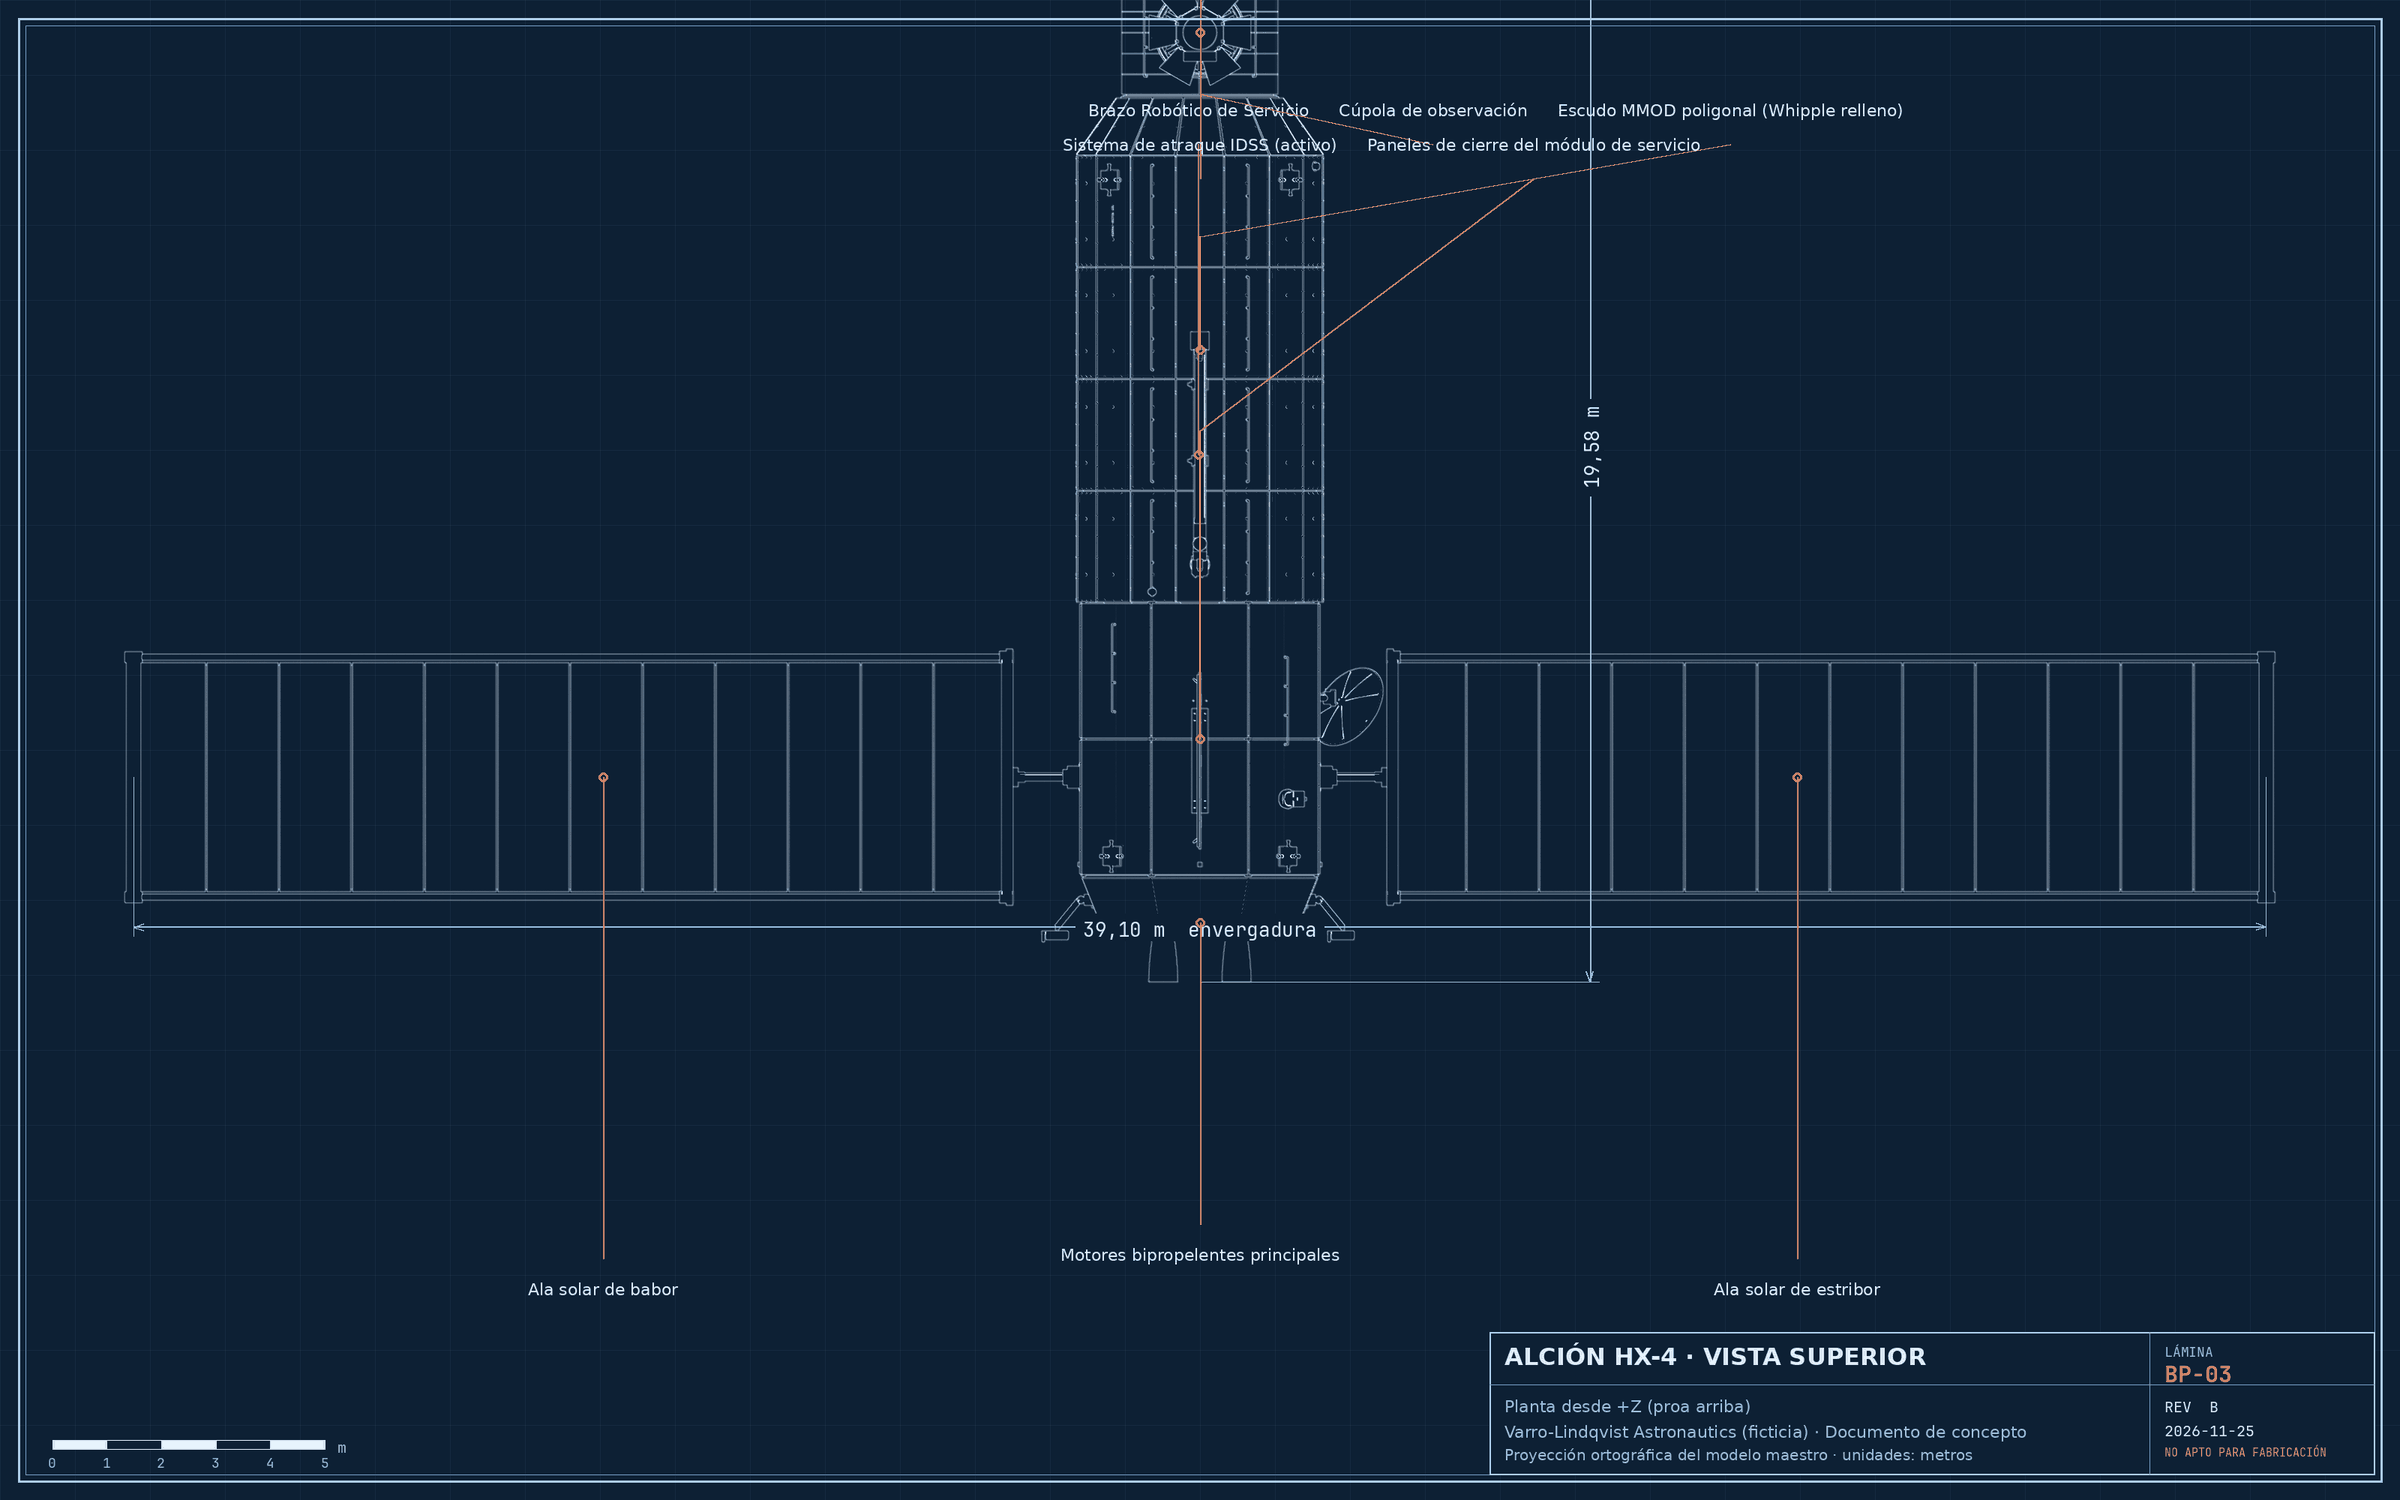 Brazo Robótico de Servicio
Cúpola de observación
Escudo MMOD poligonal (Whipple relleno)
Sistema de atraque IDSS (activo)
Paneles de cierre del módulo de servicio
19,58 m
39,10 m envergadura
Motores bipropelentes principales
Ala solar de babor
Ala solar de estribor
ALCIÓN HX-4 · VISTA SUPERIOR
Planta desde +Z (proa arriba)
Varro-Lindqvist Astronautics (ficticia) · Documento de concepto
Proyección ortográfica del modelo maestro · unidades: metros
LÁMINA
BP-03
REV B
2026-11-25
NO APTO PARA FABRICACIÓN
0 1 2 3 4 5 m